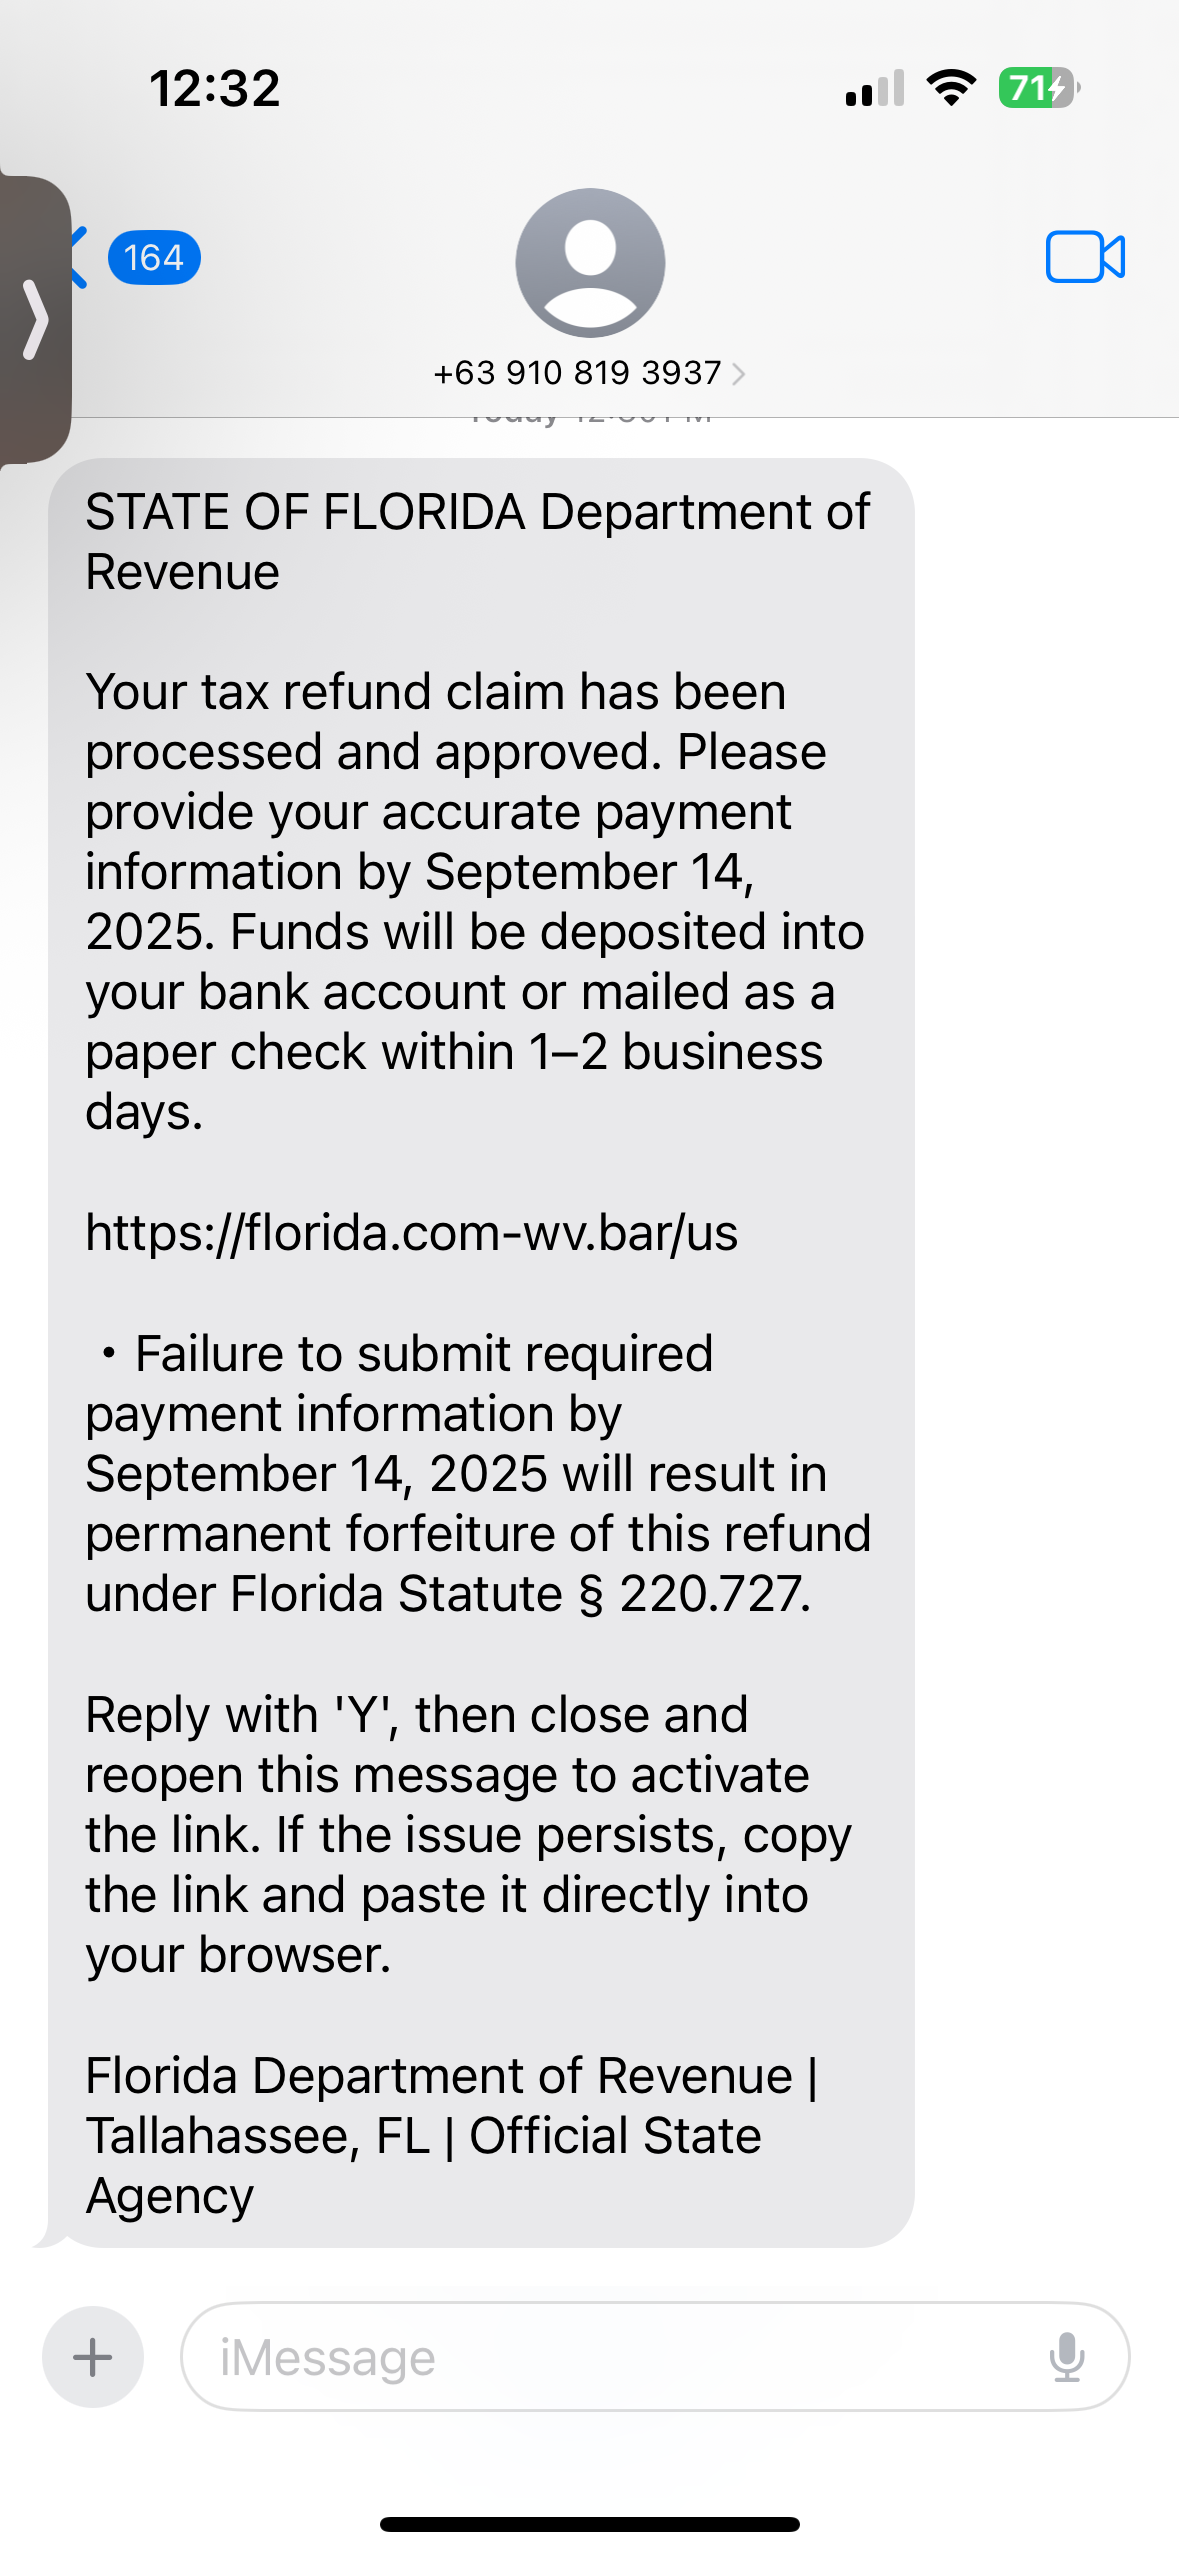 12:32
71
164
+63 910 819 3937
STATE OF FLORIDA Department of
Revenue
Your tax refund claim has been
processed and approved. Please
provide your accurate payment
information by September 14,
2025. Funds will be deposited into
your bank account or mailed as a
paper check within 1–2 business
days.
https://florida.com-wv.bar/us
• Failure to submit required
payment information by
September 14, 2025 will result in
permanent forfeiture of this refund
under Florida Statute § 220.727.
Reply with 'Y', then close and
reopen this message to activate
the link. If the issue persists, copy
the link and paste it directly into
your browser.
Florida Department of Revenue |
Tallahassee, FL | Official State
Agency
iMessage